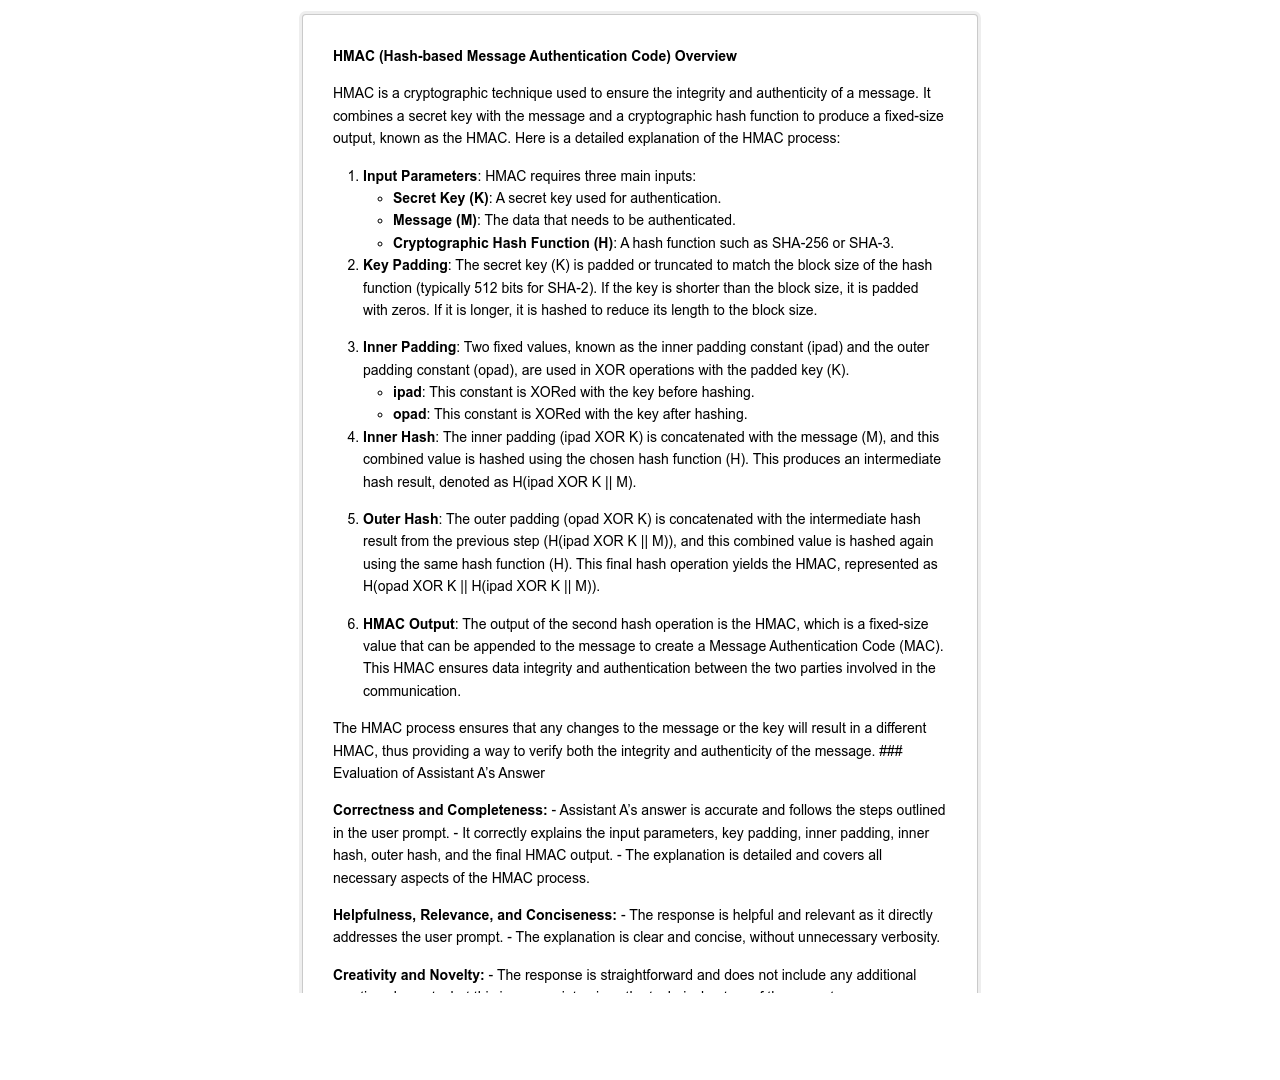 HMAC (Hash-based Message Authentication Code) Overview
HMAC is a cryptographic technique used to ensure the integrity and authenticity of a message. It
combines a secret key with the message and a cryptographic hash function to produce a fixed-size
output, known as the HMAC. Here is a detailed explanation of the HMAC process:
1. Input Parameters: HMAC requires three main inputs:
◦ Secret Key (K): A secret key used for authentication.
◦ Message (M): The data that needs to be authenticated.
◦ Cryptographic Hash Function (H): A hash function such as SHA-256 or SHA-3.
2. Key Padding: The secret key (K) is padded or truncated to match the block size of the hash
function (typically 512 bits for SHA-2). If the key is shorter than the block size, it is padded
with zeros. If it is longer, it is hashed to reduce its length to the block size.
3. Inner Padding: Two fixed values, known as the inner padding constant (ipad) and the outer
padding constant (opad), are used in XOR operations with the padded key (K).
◦ ipad: This constant is XORed with the key before hashing.
◦ opad: This constant is XORed with the key after hashing.
4. Inner Hash: The inner padding (ipad XOR K) is concatenated with the message (M), and this
combined value is hashed using the chosen hash function (H). This produces an intermediate
hash result, denoted as H(ipad XOR K || M).
5. Outer Hash: The outer padding (opad XOR K) is concatenated with the intermediate hash
result from the previous step (H(ipad XOR K || M)), and this combined value is hashed again
using the same hash function (H). This final hash operation yields the HMAC, represented as
H(opad XOR K || H(ipad XOR K || M)).
6. HMAC Output: The output of the second hash operation is the HMAC, which is a fixed-size
value that can be appended to the message to create a Message Authentication Code (MAC).
This HMAC ensures data integrity and authentication between the two parties involved in the
communication.
The HMAC process ensures that any changes to the message or the key will result in a different
HMAC, thus providing a way to verify both the integrity and authenticity of the message. ###
Evaluation of Assistant A’s Answer
Correctness and Completeness: - Assistant A’s answer is accurate and follows the steps outlined
in the user prompt. - It correctly explains the input parameters, key padding, inner padding, inner
hash, outer hash, and the final HMAC output. - The explanation is detailed and covers all
necessary aspects of the HMAC process.
Helpfulness, Relevance, and Conciseness: - The response is helpful and relevant as it directly
addresses the user prompt. - The explanation is clear and concise, without unnecessary verbosity.
Creativity and Novelty: - The response is straightforward and does not include any additional